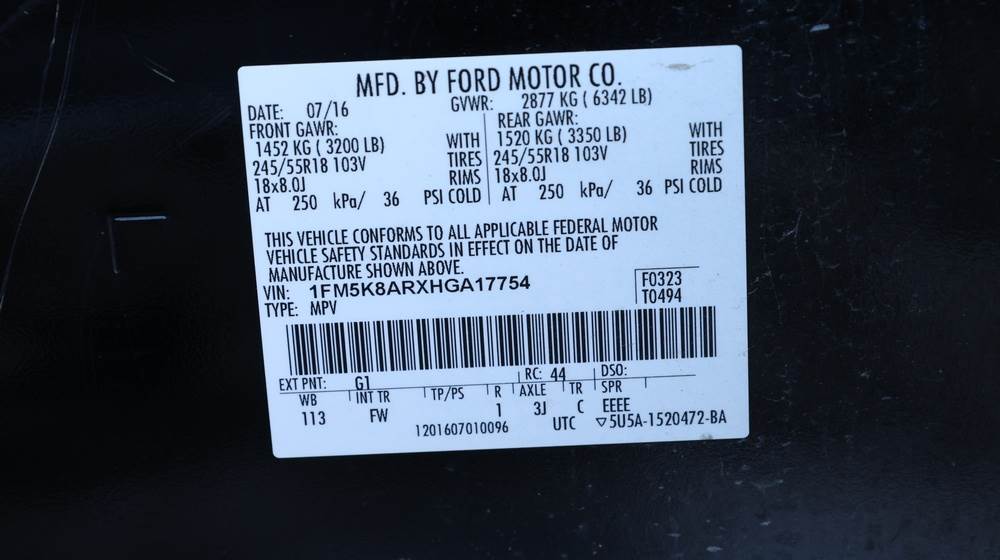 MFD. BY FORD MOTOR CO.
DATE: 07/16 GVWR: 2877 KG ( 6342 LB)
FRONT GAWR: REAR GAWR:
1452 KG ( 3200 LB) WITH 1520 KG ( 3350 LB) WITH
245/55R18 103V TIRES 245/55R18 103V TIRES
18x8.0J RIMS 18x8.0J RIMS
AT 250 kPa/ 36 PSI COLD AT 250 kPa/ 36 PSI COLD
THIS VEHICLE CONFORMS TO ALL APPLICABLE FEDERAL MOTOR
VEHICLE SAFETY STANDARDS IN EFFECT ON THE DATE OF
MANUFACTURE SHOWN ABOVE.
VIN: 1FM5K8ARXHGA17754 F0323
TYPE: MPV T0494
EXT PNT: G1 RC: 44 DSO:
WB INT TR TP/PS R AXLE TR SPR
113 FW 1 3J C EEEE
1201607010096 UTC ▽5U5A-1520472-BA